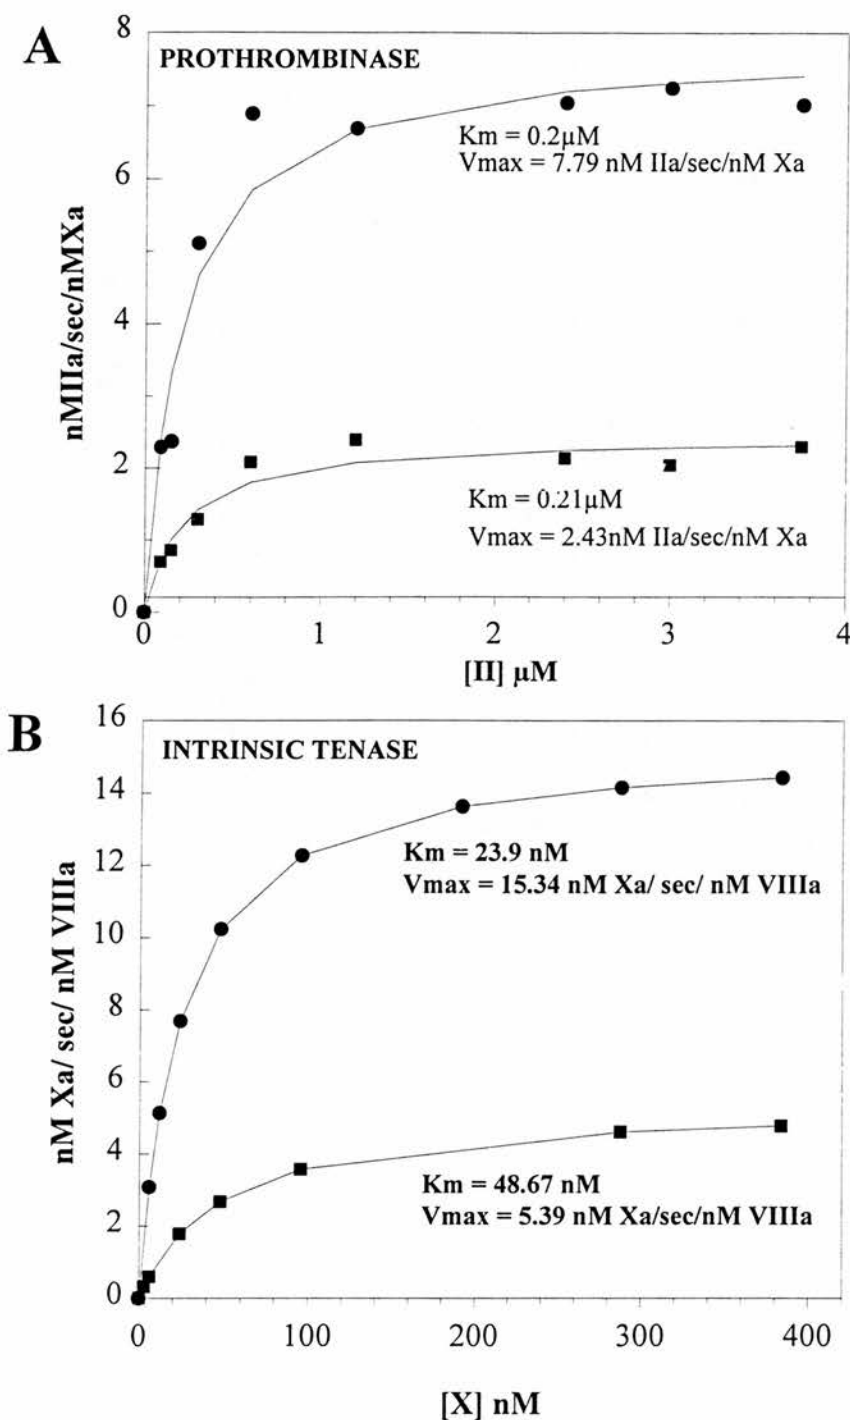 A
PROTHROMBINASE
8
6
4
2
0
nMIIa/sec/nMXa
Km = 0.2µM
Vmax = 7.79 nM IIa/sec/nM Xa
Km = 0.21µM
Vmax = 2.43nM IIa/sec/nM Xa
0 1 2 3 4
[II] µM
B
INTRINSIC TENASE
16
14
12
10
8
6
4
2
0
nM Xa/ sec/ nM VIIIa
Km = 23.9 nM
Vmax = 15.34 nM Xa/ sec/ nM VIIIa
Km = 48.67 nM
Vmax = 5.39 nM Xa/sec/nM VIIIa
0 100 200 300 400
[X] nM